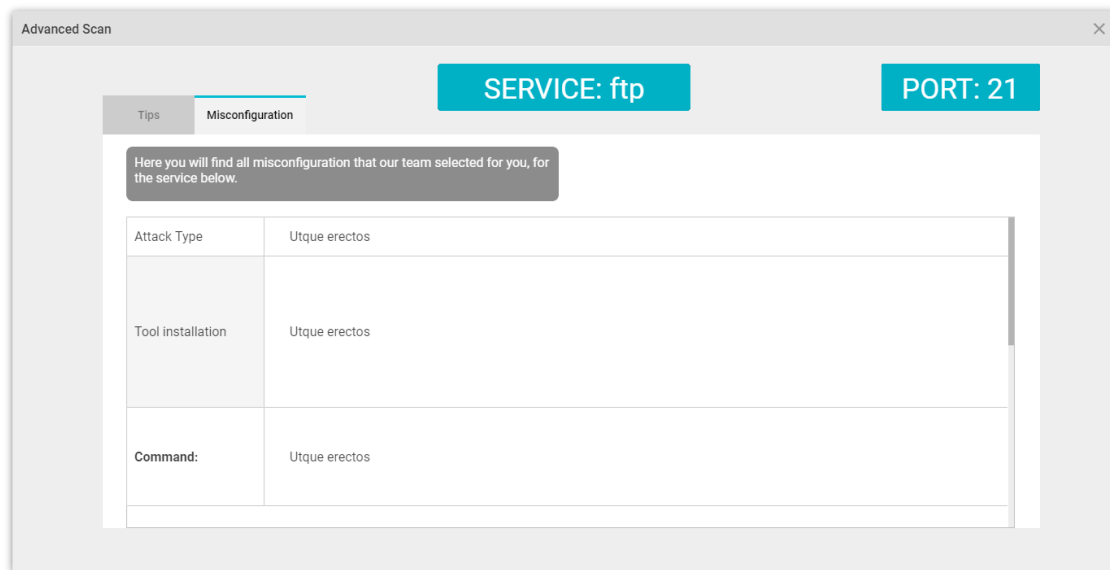 Advanced Scan
SERVICE: ftp
PORT: 21
Tips
Misconfiguration
Here you will find all misconfiguration that our team selected for you, for
the service below.
Attack Type
Utque erectos
Tool installation
Utque erectos
Command:
Utque erectos